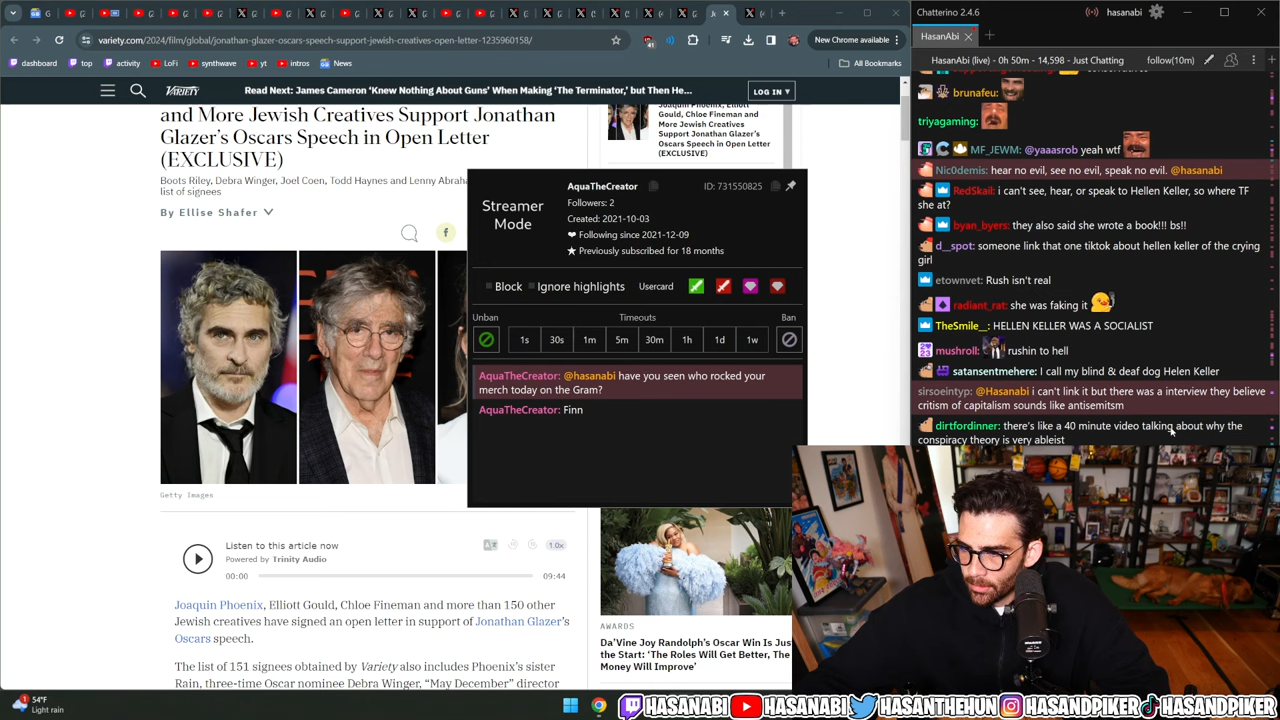 variety.com/2024/film/global/jonathan-glazer-oscars-speech-support-jewish-creatives-open-letter-1235960158/
41
New Chrome available
dashboard
top
activity
LoFi
synthwave
yt
intros
News
All Bookmarks
VARIETY
Read Next: James Cameron ‘Knew Nothing About Guns’ When Making ‘The Terminator,’ but Then He...
LOG IN
and More Jewish Creatives Support Jonathan
Glazer’s Oscars Speech in Open Letter
(EXCLUSIVE)
Boots Riley, Debra Winger, Joel Coen, Todd Haynes and Lenny Abraha
list of signees
By Ellise Shafer
Joaquin Phoenix, Elliott
Gould, Chloe Fineman
and More Jewish
Creatives Support
Jonathan Glazer’s Oscars
Speech in Open Letter
(EXCLUSIVE)
Getty Images
Listen to this article now
Powered by Trinity Audio
1.0x
00:00
09:44
Joaquin Phoenix, Elliott Gould, Chloe Fineman and more than 150 other
Jewish creatives have signed an open letter in support of Jonathan Glazer’s
Oscars speech.
The list of 151 signees obtained by Variety also includes Phoenix’s sister
Rain, three-time Oscar nominee Debra Winger, “May December” director
AWARDS
Da’Vine Joy Randolph’s Oscar Win Is Jus
the Start: ‘The Roles Will Get Better, The
Money Will Improve’
Streamer
Mode
AquaTheCreator
ID: 731550825
Followers: 2
Created: 2021-10-03
❤ Following since 2021-12-09
★ Previously subscribed for 18 months
Block
Ignore highlights
Usercard
Unban
Timeouts
Ban
1s
30s
1m
5m
30m
1h
1d
1w
AquaTheCreator: @hasanabi have you seen who rocked your
merch today on the Gram?
AquaTheCreator: Finn
Chatterino 2.4.6
hasanabi
HasanAbi
HasanAbi (live) - 0h 50m - 14,598 - Just Chatting
follow(10m)
brunafeu:
triyagaming:
MF_JEWM: @yaaasrob yeah wtf
Nic0demis: hear no evil, see no evil, speak no evil. @hasanabi
RedSkail: i can't see, hear, or speak to Hellen Keller, so where TF
she at?
byan_byers: they also said she wrote a book!!! bs!!
d__spot: someone link that one tiktok about hellen keller of the crying
girl
etownvet: Rush isn't real
radiant_rat: she was faking it
TheSmile__: HELLEN KELLER WAS A SOCIALIST
mushroll: rushin to hell
satansentmehere: I call my blind & deaf dog Helen Keller
sirsoeintyp: @Hasanabi i can't link it but there was a interview they believe
critism of capitalism sounds like antisemitsm
dirtfordinner: there's like a 40 minute video talking about why the
conspiracy theory is very ableist
54°F
Light rain
HASANABI
HASANABI
HASANTHEHUN
HASANDPIKER
HASANDPIKER